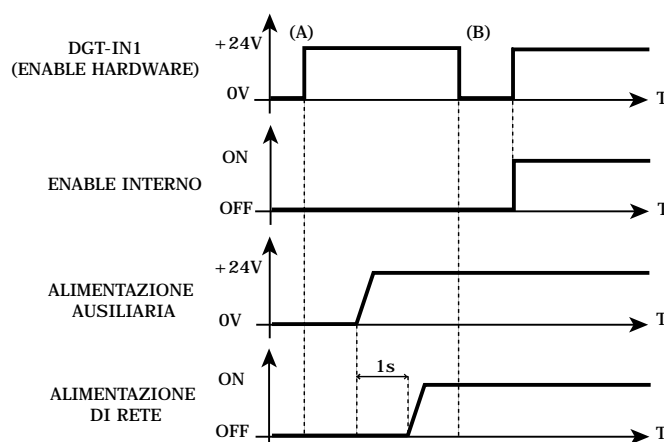 DGT-IN1
(ENABLE HARDWARE)
+24V
(A)
(B)
0V
T
ENABLE INTERNO
ON
OFF
T
ALIMENTAZIONE
AUSILIARIA
+24V
0V
T
ALIMENTAZIONE
DI RETE
ON
1s
OFF
T